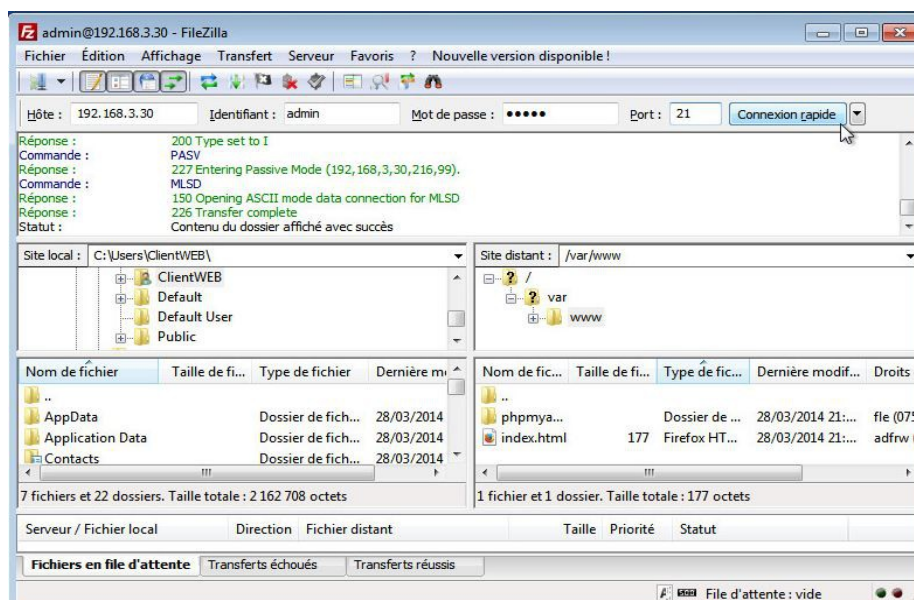 admin@192.168.3.30 - FileZilla
Fichier Édition Affichage Transfert Serveur Favoris ? Nouvelle version disponible !
Hôte : 192.168.3.30 Identifiant : admin Mot de passe : ●●●●● Port : 21 Connexion rapide
Réponse : 200 Type set to I
Commande : PASV
Réponse : 227 Entering Passive Mode (192,168,3,30,216,99).
Commande : MLSD
Réponse : 150 Opening ASCII mode data connection for MLSD
Réponse : 226 Transfer complete
Statut : Contenu du dossier affiché avec succès
Site local : C:\Users\ClientWEB\
ClientWEB
Default
Default User
Public
Site distant : /var/www
/
var
www
Nom de fichier Taille de fi... Type de fichier Dernière m
..
AppData Dossier de fich... 28/03/2014
Application Data Dossier de fich... 28/03/2014
Contacts Dossier de fich... 28/03/2014
7 fichiers et 22 dossiers. Taille totale : 2 162 708 octets
Nom de fic... Taille de fi... Type de fic... Dernière modif... Droits
..
phpmya... Dossier de ... 28/03/2014 21:... fle (075
index.html 177 Firefox HT... 28/03/2014 21:... adfrw
1 fichier et 1 dossier. Taille totale : 177 octets
Serveur / Fichier local Direction Fichier distant Taille Priorité Statut
Fichiers en file d'attente Transferts échoués Transferts réussis
File d'attente : vide